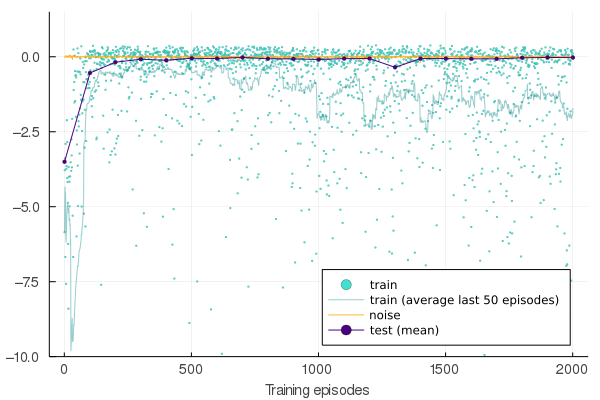 0.0
−2.5
−5.0
−7.5
−10.0
train
train (average last 50 episodes)
noise
test (mean)
0 500 1000 1500 2000
Training episodes